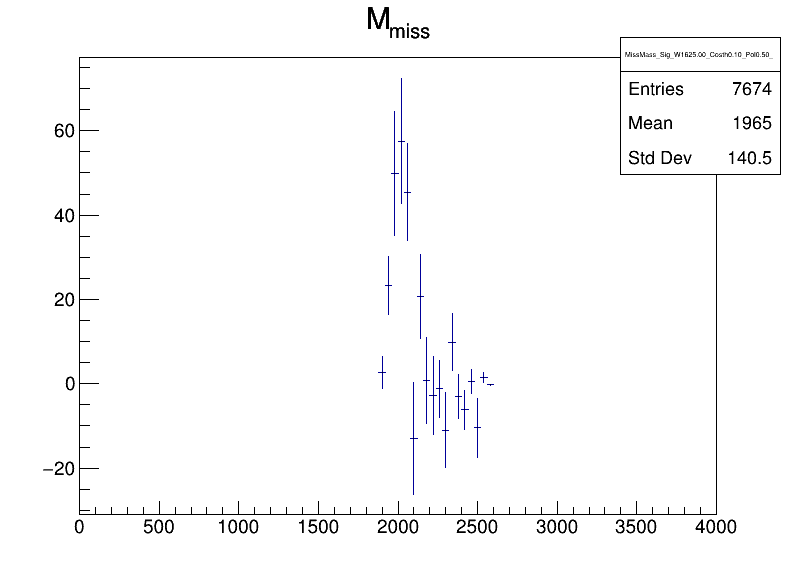 M_miss
MissMass_Sig_W1625.00_Costh0.10_Pol0.50_
Entries 7674
Mean 1965
Std Dev 140.5
60
40
20
0
−20
0 500 1000 1500 2000 2500 3000 3500 4000